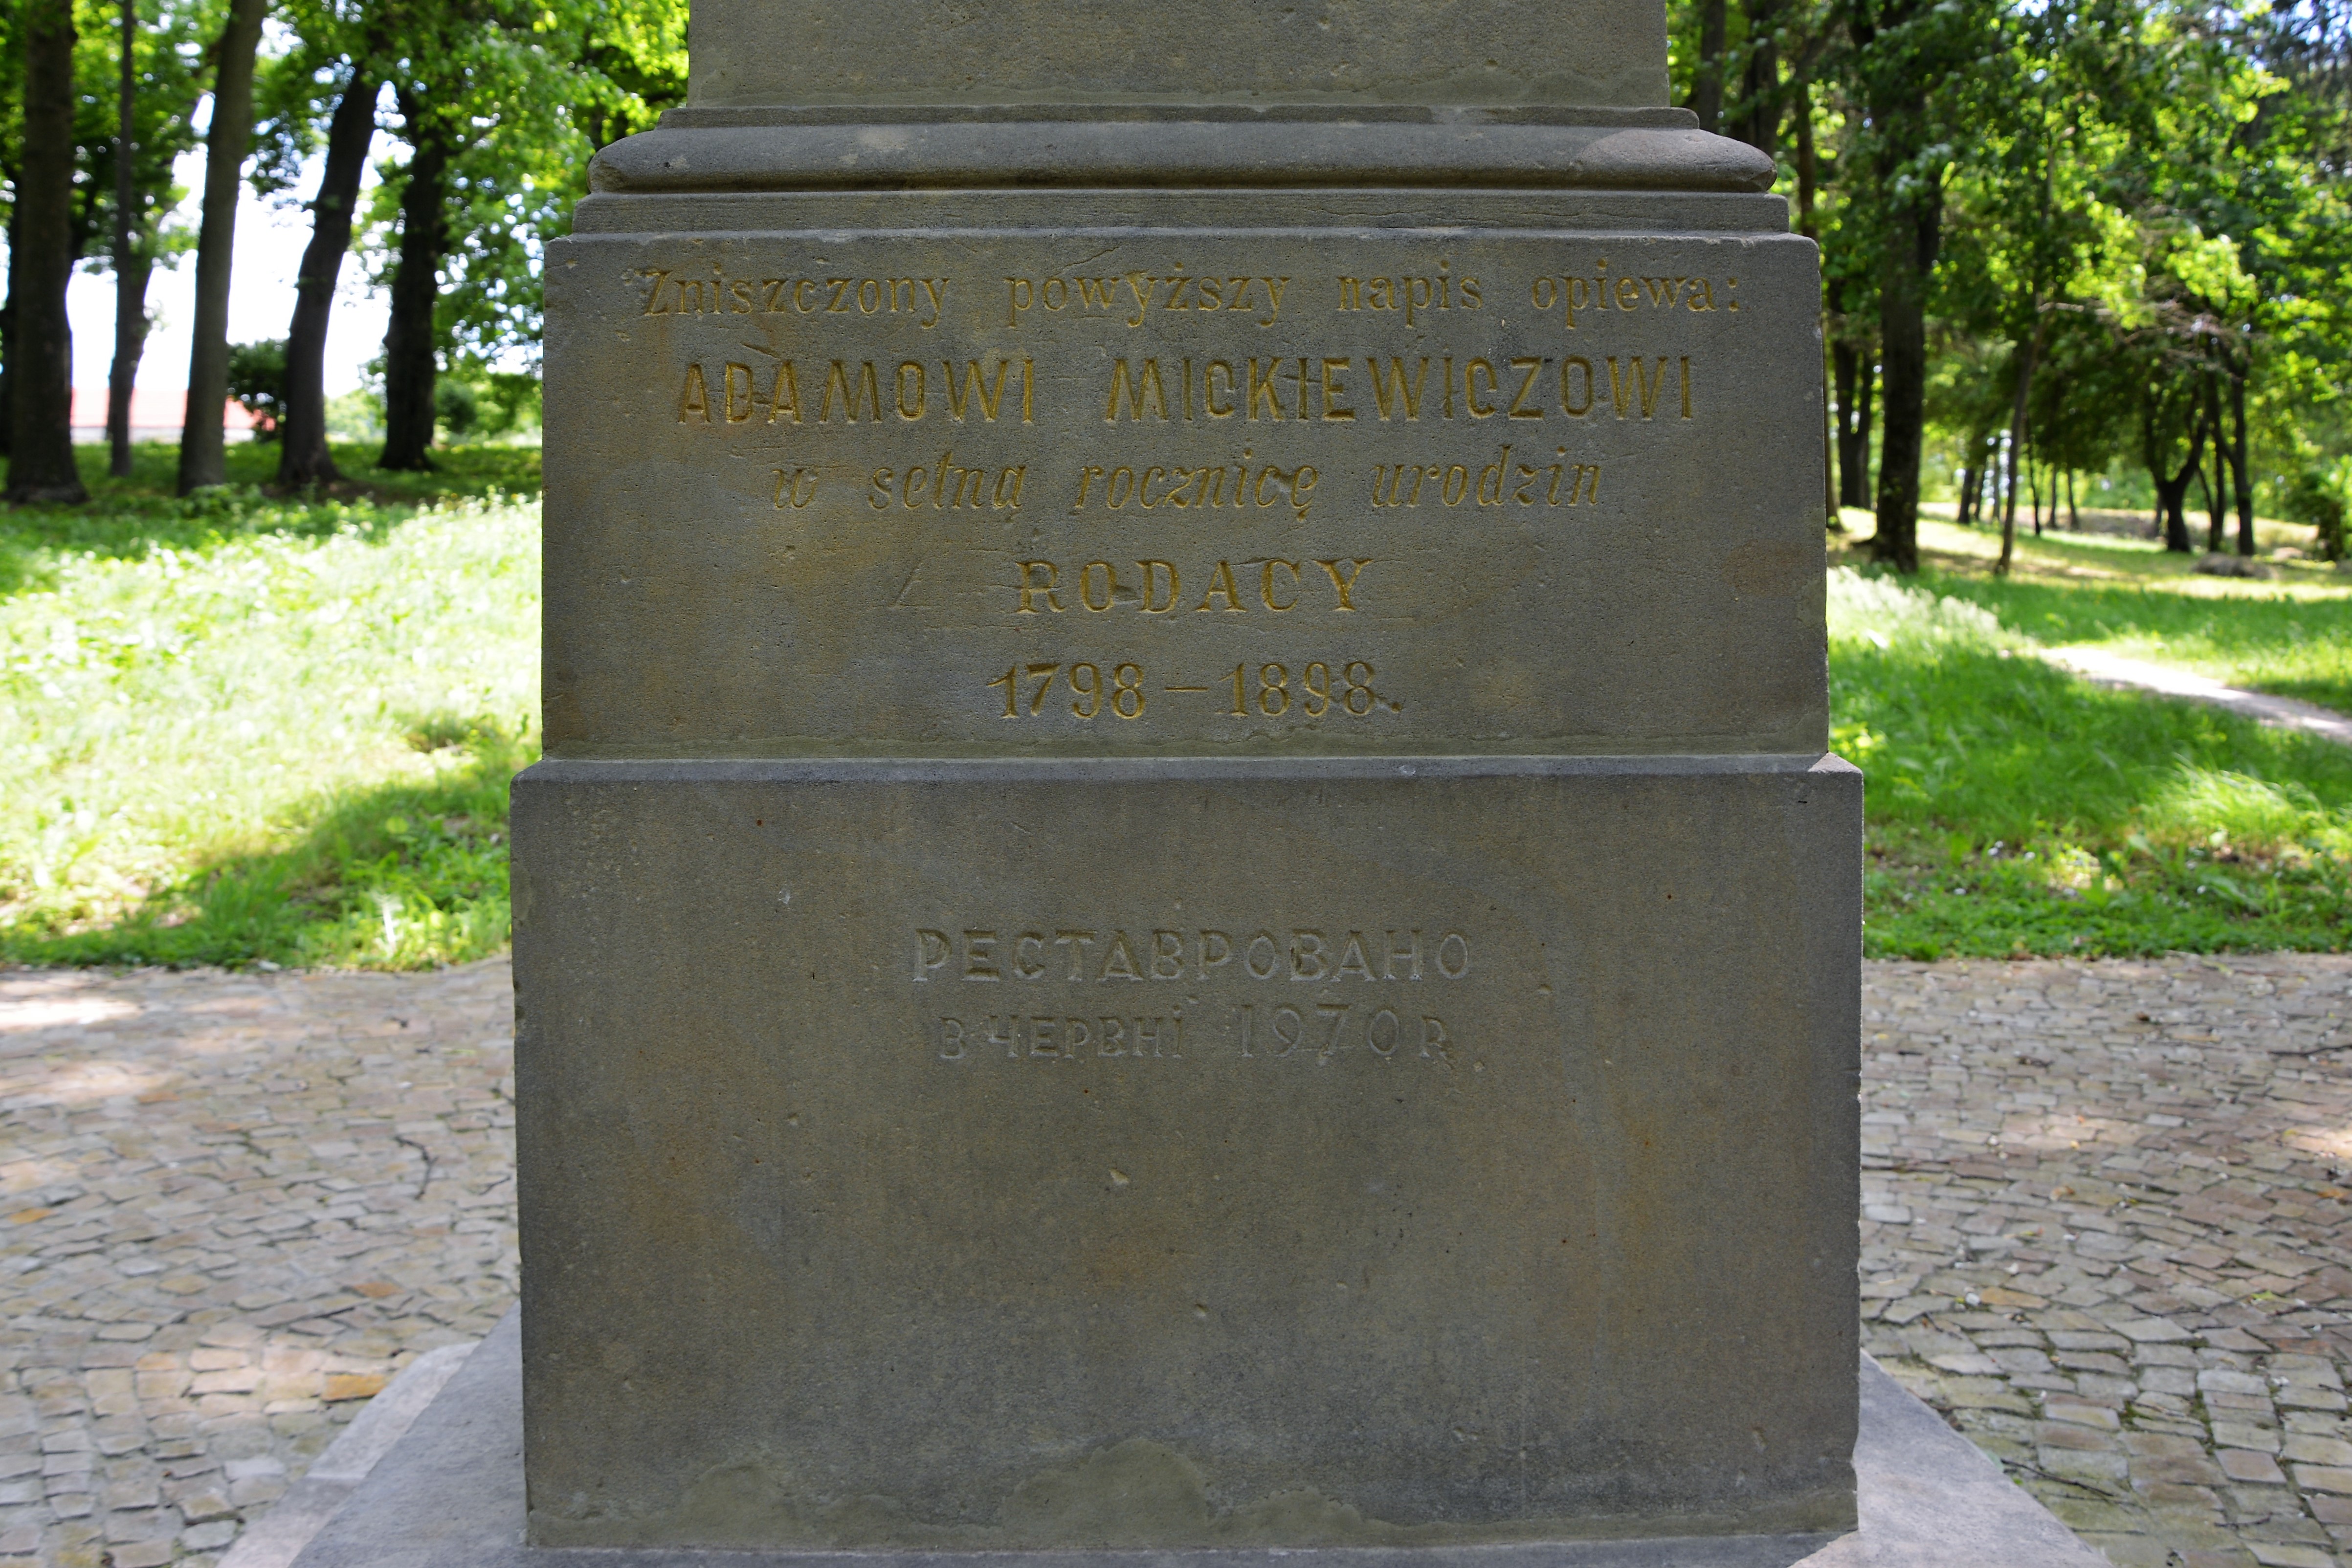 Zniszczony powyższy napis opiewa:
ADAMOWI MICKIEWICZOWI
w setną rocznicę urodzin
RODACY
1798-1898.
РЕСТАВРОВАНО
В ЧЕРВНІ 1970 Р.